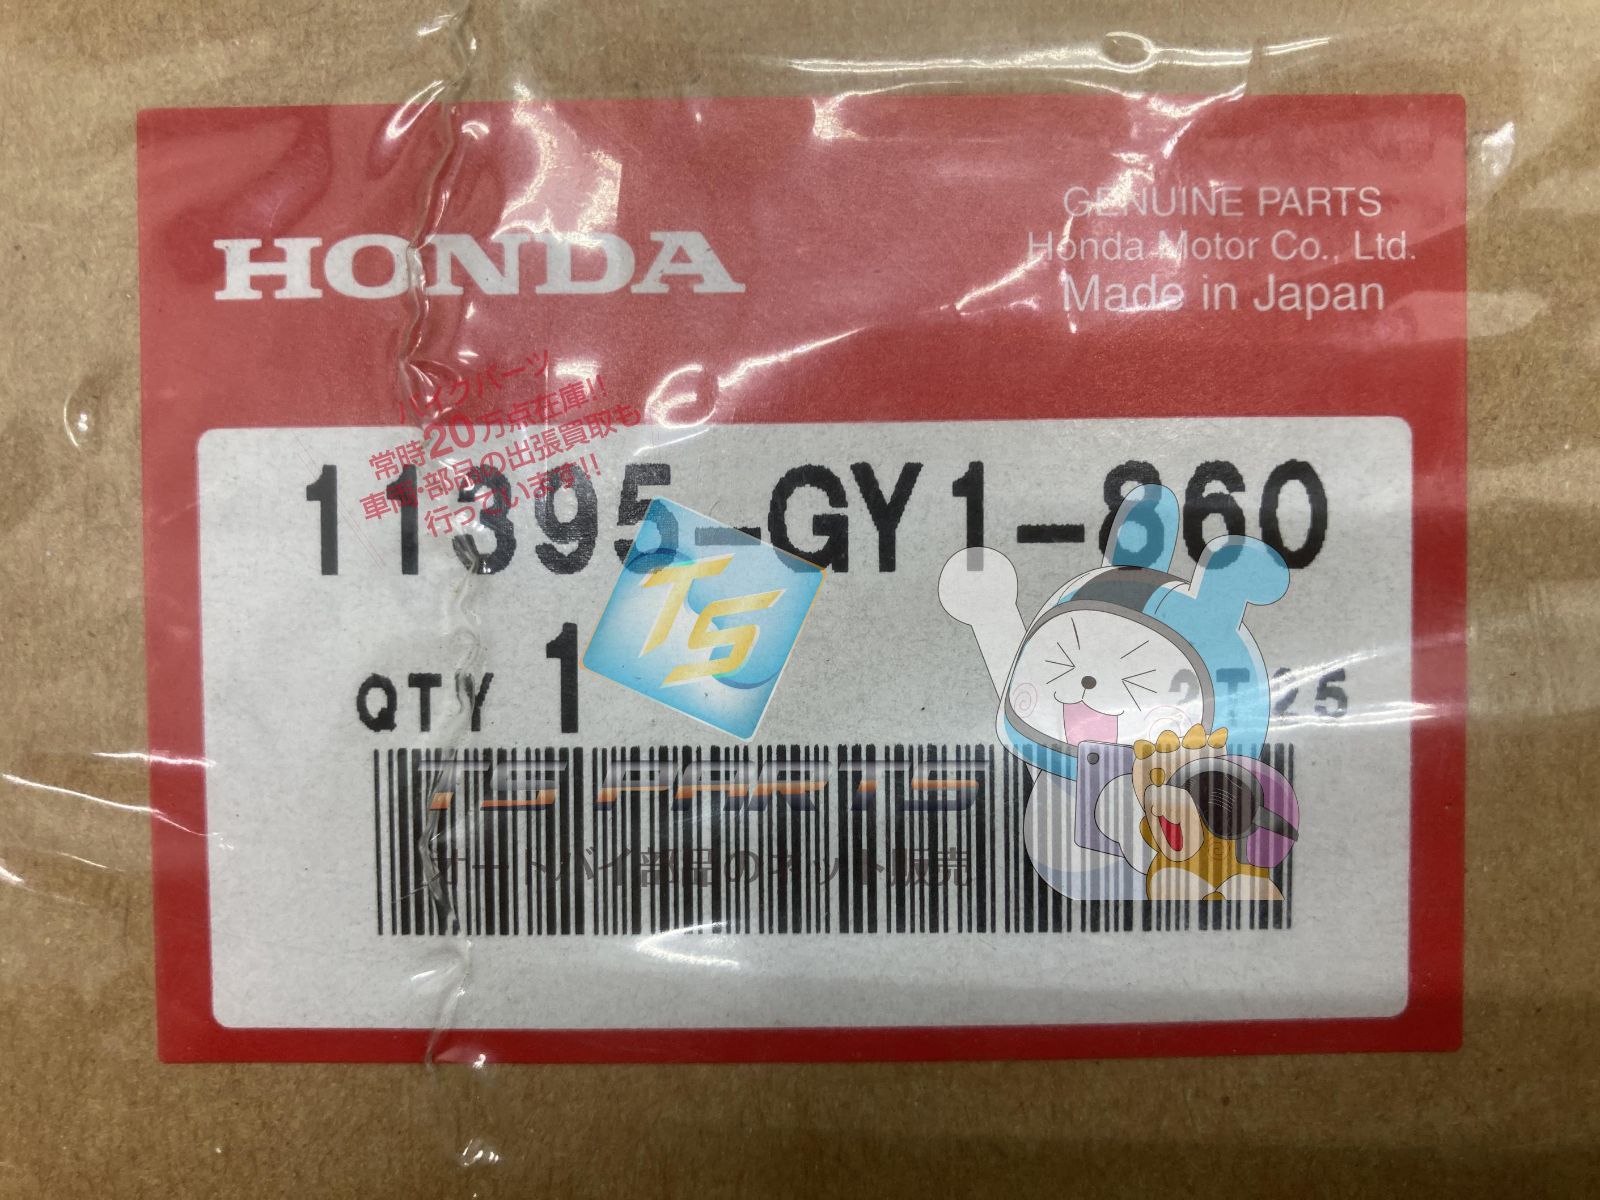 HONDA
GENUINE PARTS
Honda Motor Co., Ltd.
Made in Japan
バイクパーツ
常時20万点在庫!!
車両・部品の出張買取も
行っています!!
11395-GY1-860
TS
QTY 1
2T25
TS PARTS
オートバイ部品のネット販売